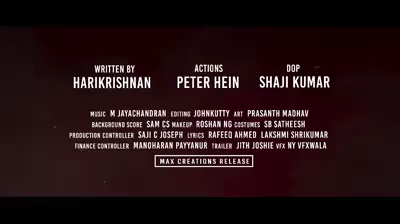 WRITTEN BY ACTIONS DOP
HARIKRISHNAN PETER HEIN SHAJI KUMAR
MUSIC M JAYACHANDRAN EDITING JOHNKUTTY ART PRASANTH MADHAV
BACKGROUND SCORE SAM CS MAKEUP ROSHAN NG COSTUMES SB SATHEESH
PRODUCTION CONTROLLER SAJI C JOSEPH LYRICS RAFEEQ AHMED LAKSHMI SHRIKUMAR
FINANCE CONTROLLER MANOHARAN PAYYANUR TRAILER JITH JOSHIE VFX NY VFXWALA
MAX CREATIONS RELEASE